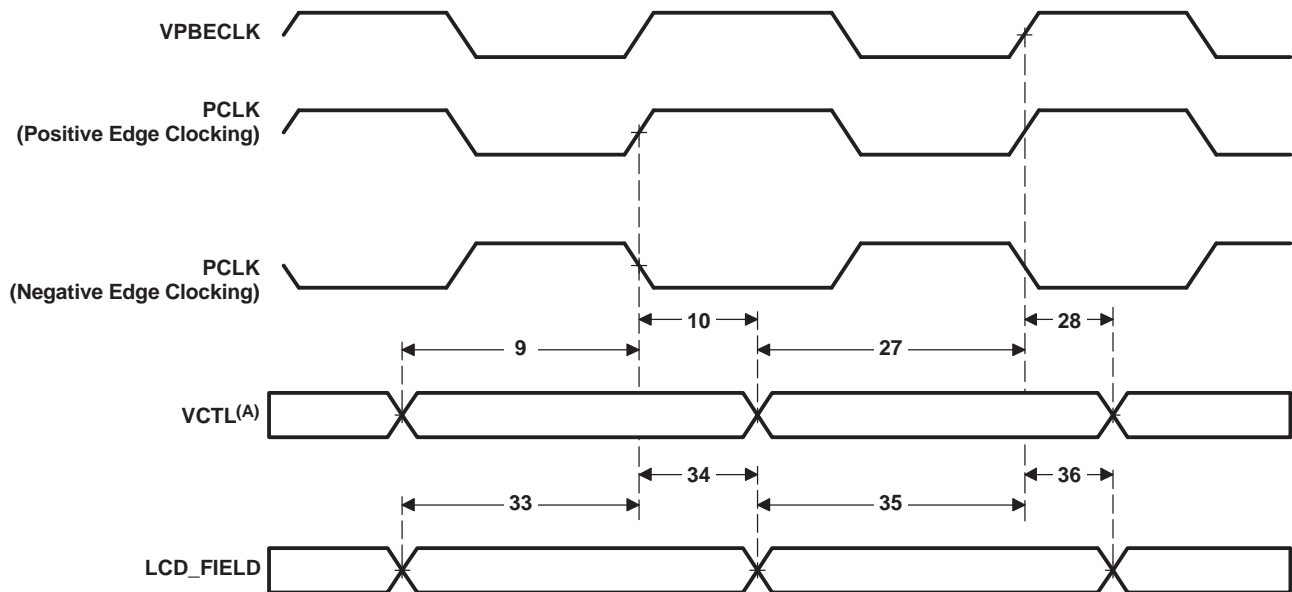 VPBECLK
PCLK
(Positive Edge Clocking)
PCLK
(Negative Edge Clocking)
10
28
9
27
VCTL(A)
34
36
33
35
LCD_FIELD